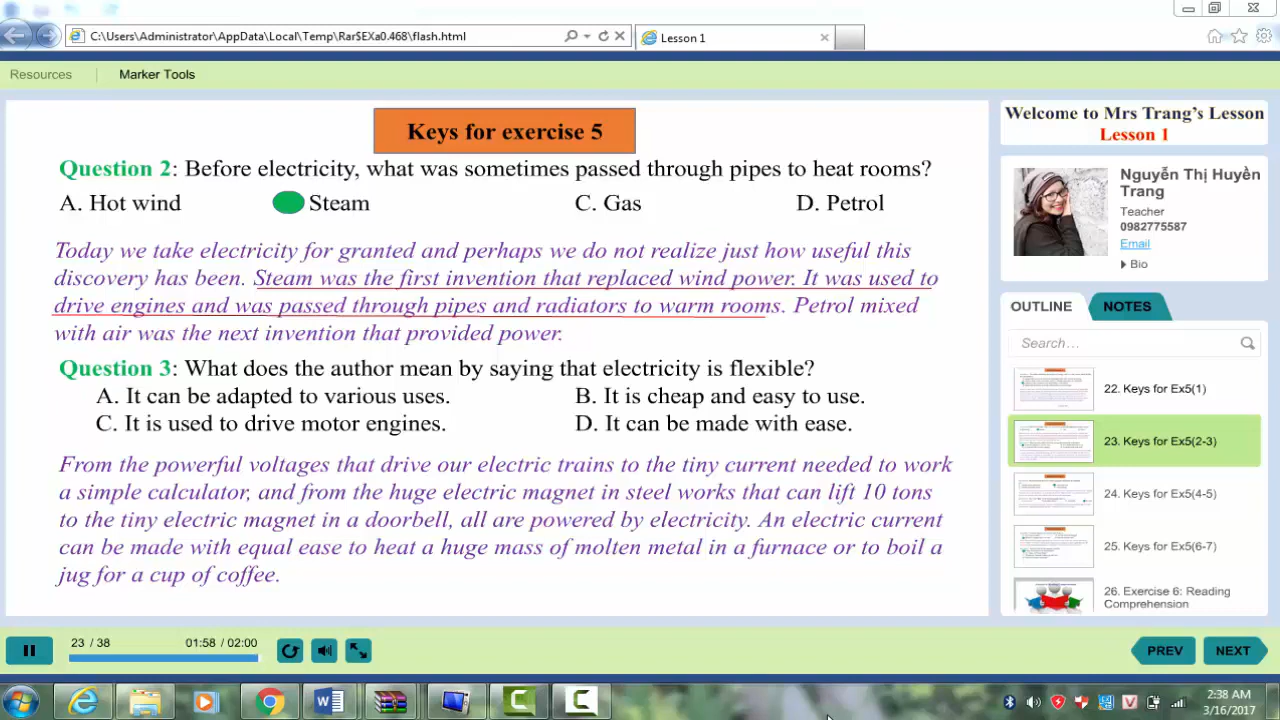 C:\Users\Administrator\AppData\Local\Temp\Rar$EXa0.468\flash.html
Lesson 1
Resources
Marker Tools
Keys for exercise 5
Question 2: Before electricity, what was sometimes passed through pipes to heat rooms?
A. Hot wind
Steam
C. Gas
D. Petrol
Today we take electricity for granted and perhaps we do not realize just how useful this
discovery has been. Steam was the first invention that replaced wind power. It was used to
drive engines and was passed through pipes and radiators to warm rooms. Petrol mixed
with air was the next invention that provided power.
Question 3: What does the author mean by saying that electricity is flexible?
A. It can be adapted to various uses.
B. It is cheap and easy to use.
C. It is used to drive motor engines.
D. It can be made with ease.
From the powerful voltages that drive our electric trains to the tiny current needed to work
a simple calculator, and from the huge electric magnet in steel works that can lift 10 tons
to the tiny electric magnet in a doorbell, all are powered by electricity. An electric current
can be made with equal ease to heat a huge mass of molten metal in a furnace or to boil a
jug for a cup of coffee.
Welcome to Mrs Trang's Lesson
Lesson 1
Nguyễn Thị Huyền
Trang
Teacher
0982775587
Email
Bio
OUTLINE
NOTES
Search...
22. Keys for Ex5(1)
23. Keys for Ex5(2-3)
24. Keys for Ex5(4-5)
25. Keys for Ex5(6-7)
26. Exercise 6: Reading
Comprehension
23 / 38
01:58 / 02:00
PREV
NEXT
2:38 AM
3/16/2017